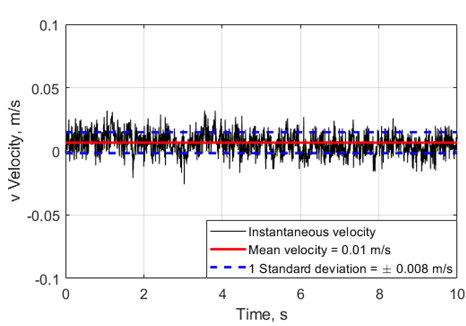 0.1
0.05
0
-0.05
-0.1
v Velocity, m/s
Instantaneous velocity
Mean velocity = 0.01 m/s
1 Standard deviation = ± 0.008 m/s
0 2 4 6 8 10
Time, s